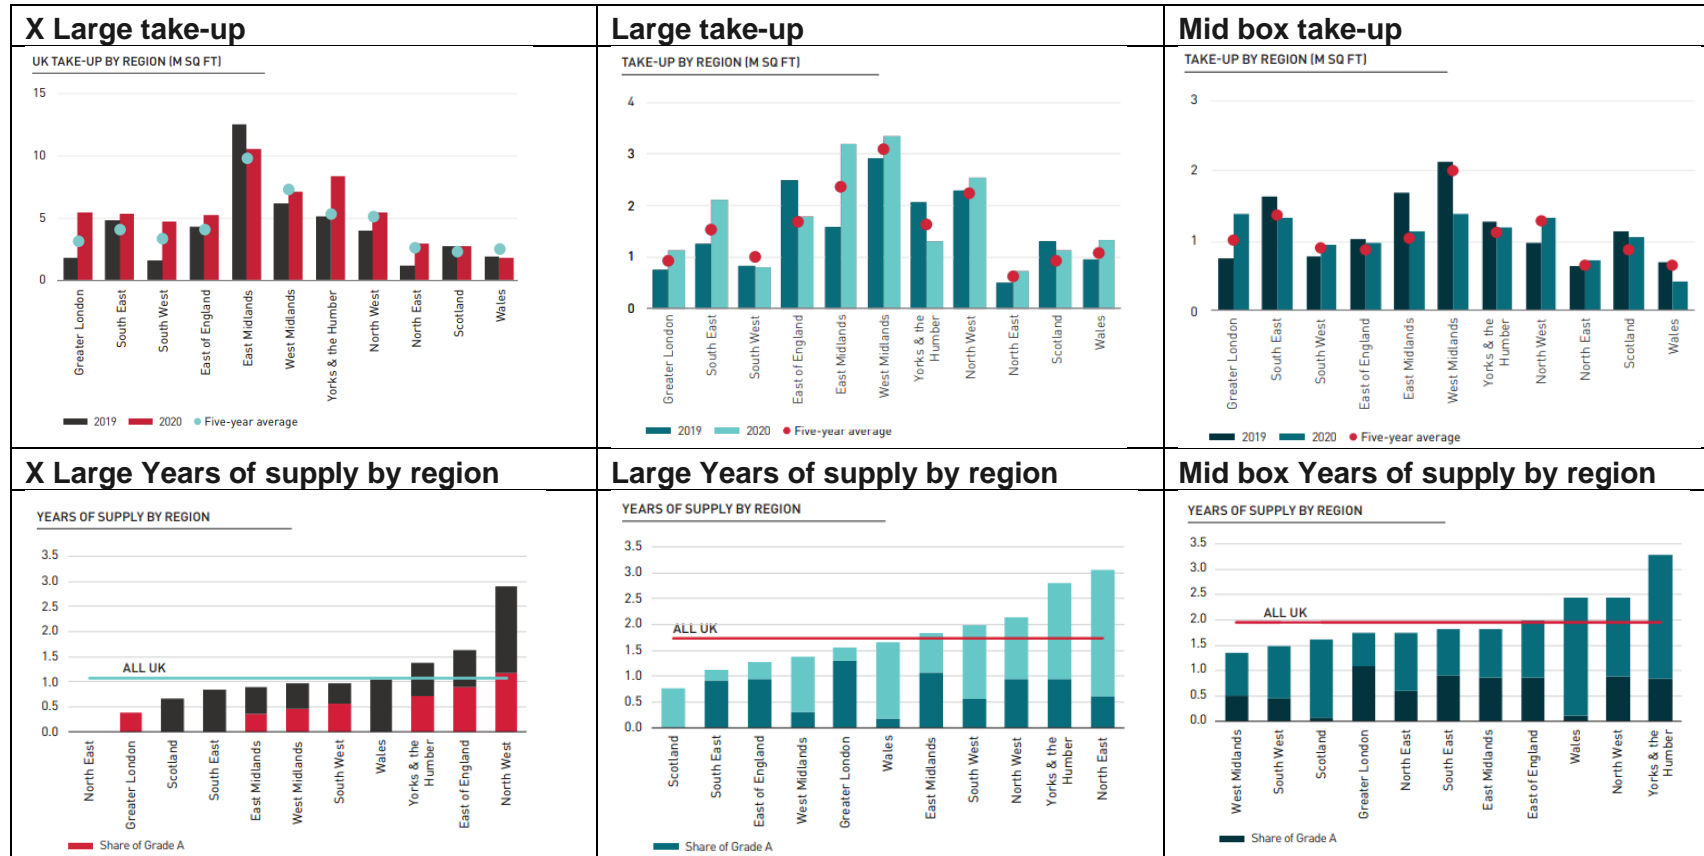 X Large take-up
UK TAKE-UP BY REGION (M SQ FT)
15
10
5
0
Greater London
South East
South West
East of England
East Midlands
West Midlands
Yorks & the Humber
North West
North East
Scotland
Wales
2019 2020 Five-year average
Large take-up
TAKE-UP BY REGION (M SQ FT)
4
3
2
1
0
Greater London
South East
South West
East of England
East Midlands
West Midlands
Yorks & the
Humber
North West
North East
Scotland
Wales
2019 2020 Five-year average
Mid box take-up
TAKE-UP BY REGION (M SQ FT)
3
2
1
0
Greater London
South East
South West
East of England
East Midlands
West Midlands
Yorks & the
Humber
North West
North East
Scotland
Wales
2019 2020 Five-year average
X Large Years of supply by region
YEARS OF SUPPLY BY REGION
3.5
3.0
2.5
2.0
1.5
1.0
0.5
0.0
ALL UK
North East
Greater London
Scotland
South East
East Midlands
West Midlands
South West
Wales
Yorks & the
Humber
East of England
North West
Share of Grade A
Large Years of supply by region
YEARS OF SUPPLY BY REGION
3.5
3.0
2.5
2.0
1.5
1.0
0.5
0.0
ALL UK
Scotland
South East
East of England
West Midlands
Greater London
Wales
East Midlands
South West
North West
Yorks & the
Humber
North East
Share of Grade A
Mid box Years of supply by region
YEARS OF SUPPLY BY REGION
3.5
3.0
2.5
2.0
1.5
1.0
0.5
0.0
ALL UK
West Midlands
South West
Scotland
Greater London
North East
South East
East Midlands
East of England
Wales
North West
Yorks & the
Humber
Share of Grade A